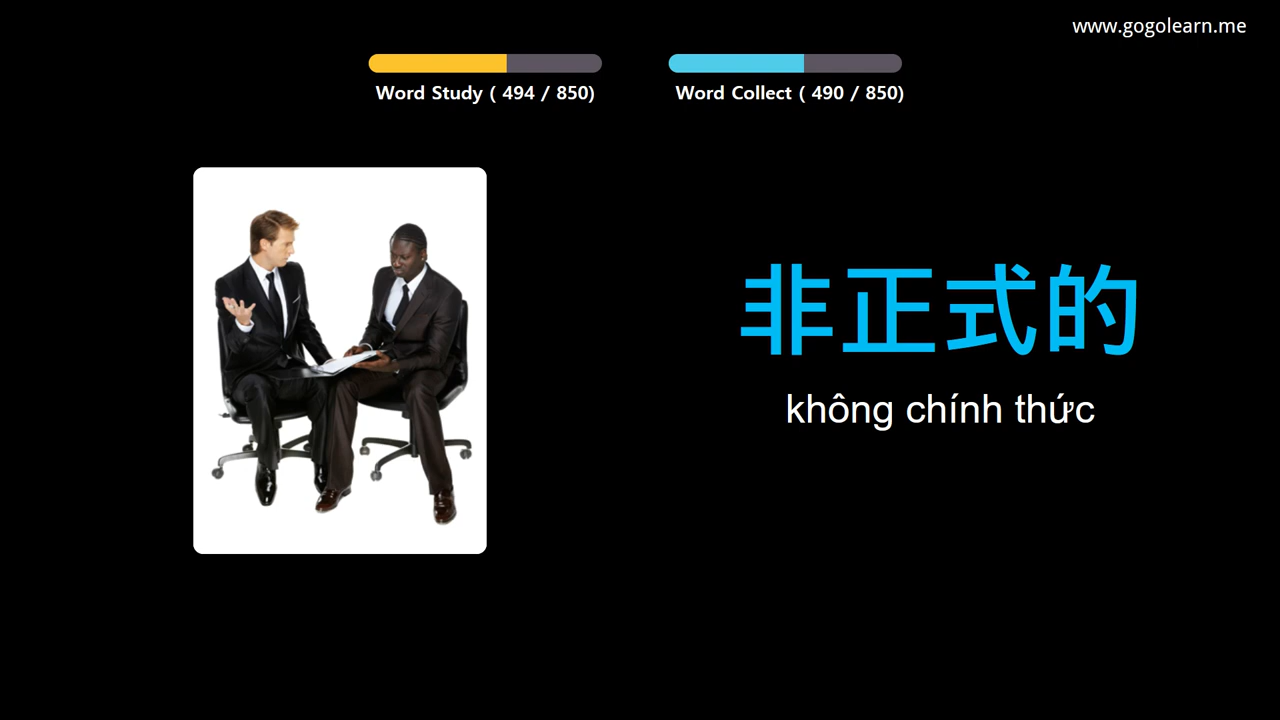 www.gogolearn.me
Word Study ( 494 / 850)
Word Collect ( 490 / 850)
非正式的
không chính thức